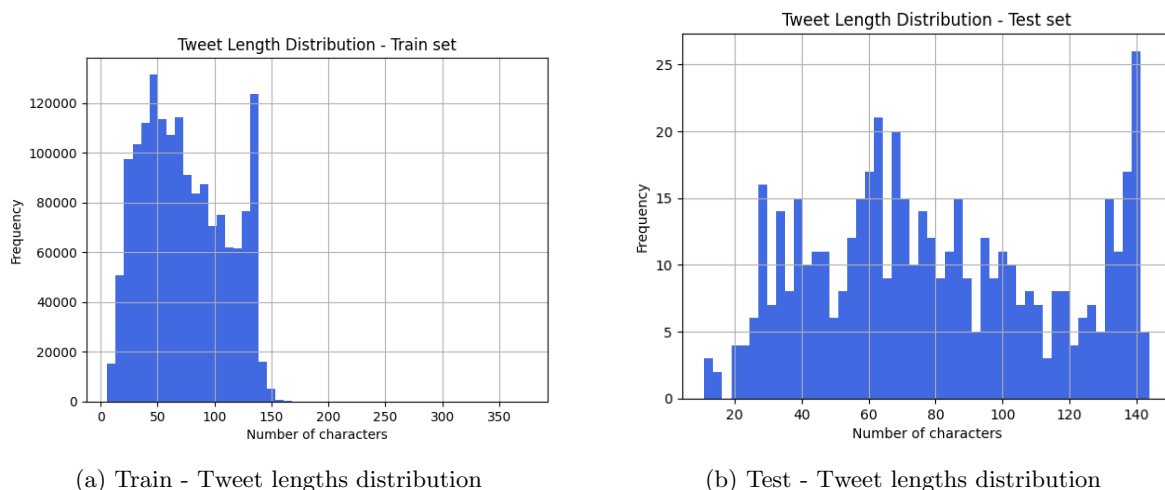 Tweet Length Distribution - Train set
120000
100000
80000
60000
40000
20000
0
Frequency
0 50 100 150 200 250 300 350
Number of characters
(a) Train - Tweet lengths distribution
Tweet Length Distribution - Test set
25
20
15
10
5
0
Frequency
20 40 60 80 100 120 140
Number of characters
(b) Test - Tweet lengths distribution